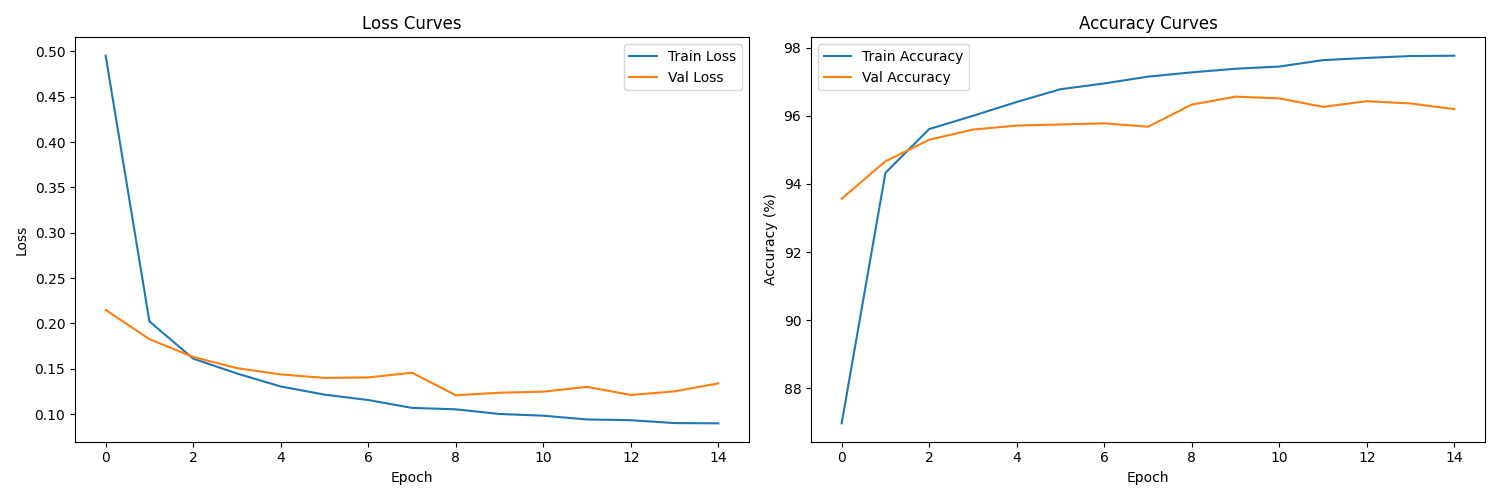 Loss Curves
Train Loss
Val Loss
0.50
0.45
0.40
0.35
0.30
0.25
0.20
0.15
0.10
Loss
0 2 4 6 8 10 12 14
Epoch
Accuracy Curves
Train Accuracy
Val Accuracy
98
96
94
92
90
88
Accuracy (%)
0 2 4 6 8 10 12 14
Epoch